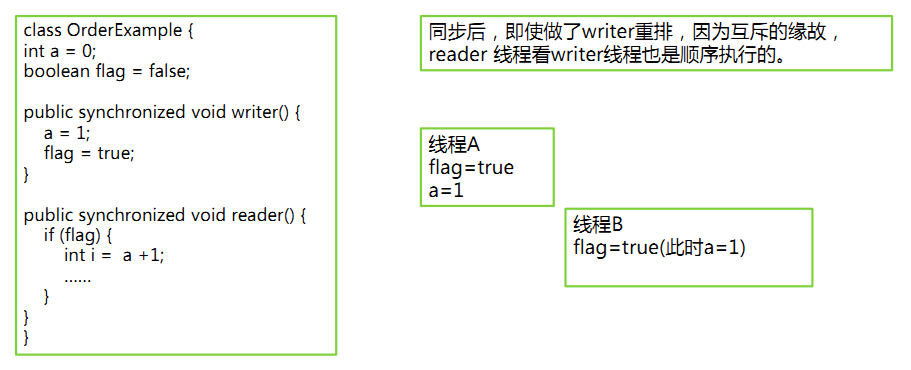 class OrderExample {
int a = 0;
boolean flag = false;
public synchronized void writer() {
a = 1;
flag = true;
}
public synchronized void reader() {
if (flag) {
int i =  a +1;
……
}
}
}
同步后，即使做了writer重排，因为互斥的缘故，
reader 线程看writer线程也是顺序执行的。
线程A
flag=true
a=1
线程B
flag=true(此时a=1)